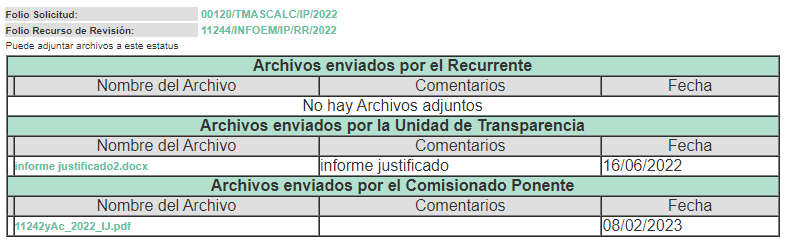 Folio Solicitud: 00120/TMASCALC/IP/2022
Folio Recurso de Revisión: 11244/INFOEM/IP/RR/2022
Puede adjuntar archivos a este estatus
Archivos enviados por el Recurrente
Nombre del Archivo Comentarios Fecha
No hay Archivos adjuntos
Archivos enviados por la Unidad de Transparencia
Nombre del Archivo Comentarios Fecha
informe justificado2.docx informe justificado 16/06/2022
Archivos enviados por el Comisionado Ponente
Nombre del Archivo Comentarios Fecha
11242yAc_2022_IJ.pdf 08/02/2023